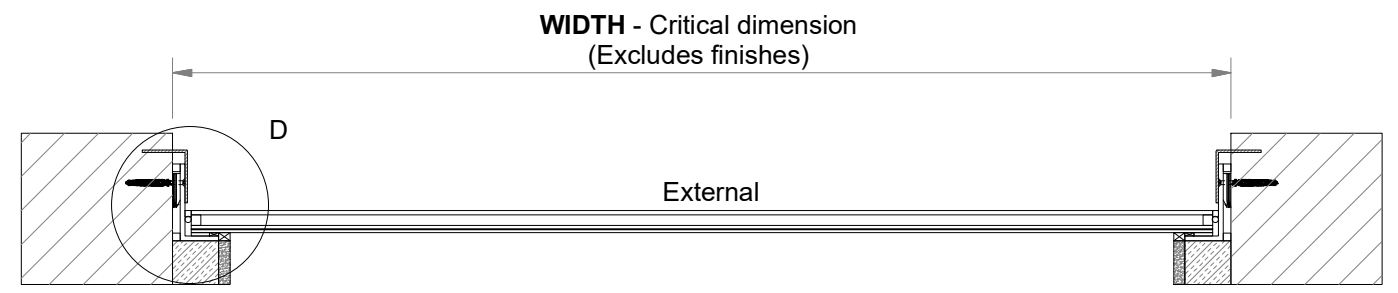 WIDTH - Critical dimension
(Excludes finishes)
D
External